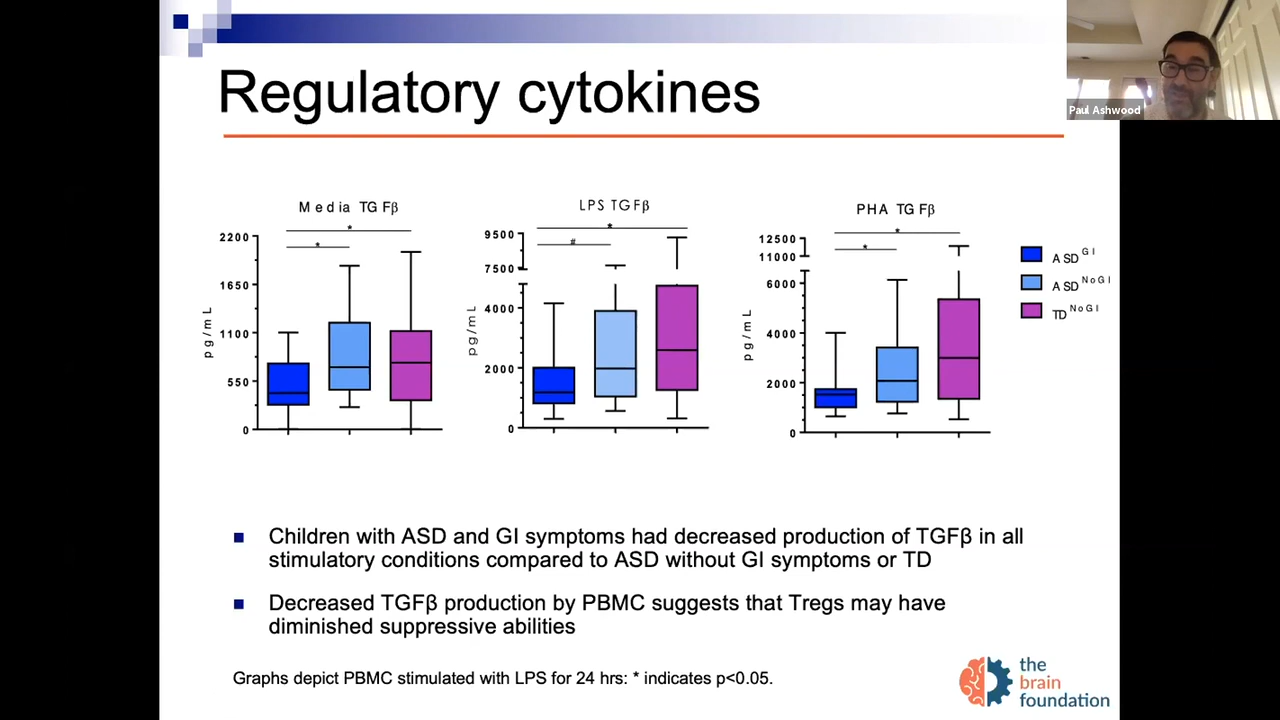 Regulatory cytokines
Paul Ashwood
Media TGFβ
*
*
pg/mL
2200
1650
1100
550
0
LPS TGFβ
*
#
pg/mL
9500
7500
4000
2000
0
PHA TGFβ
*
*
pg/mL
12500
11000
6000
4000
2000
0
ASD GI
ASD NoGI
TD NoGI
Children with ASD and GI symptoms had decreased production of TGFβ in all
stimulatory conditions compared to ASD without GI symptoms or TD
Decreased TGFβ production by PBMC suggests that Tregs may have
diminished suppressive abilities
Graphs depict PBMC stimulated with LPS for 24 hrs: * indicates p<0.05.
the
brain
foundation